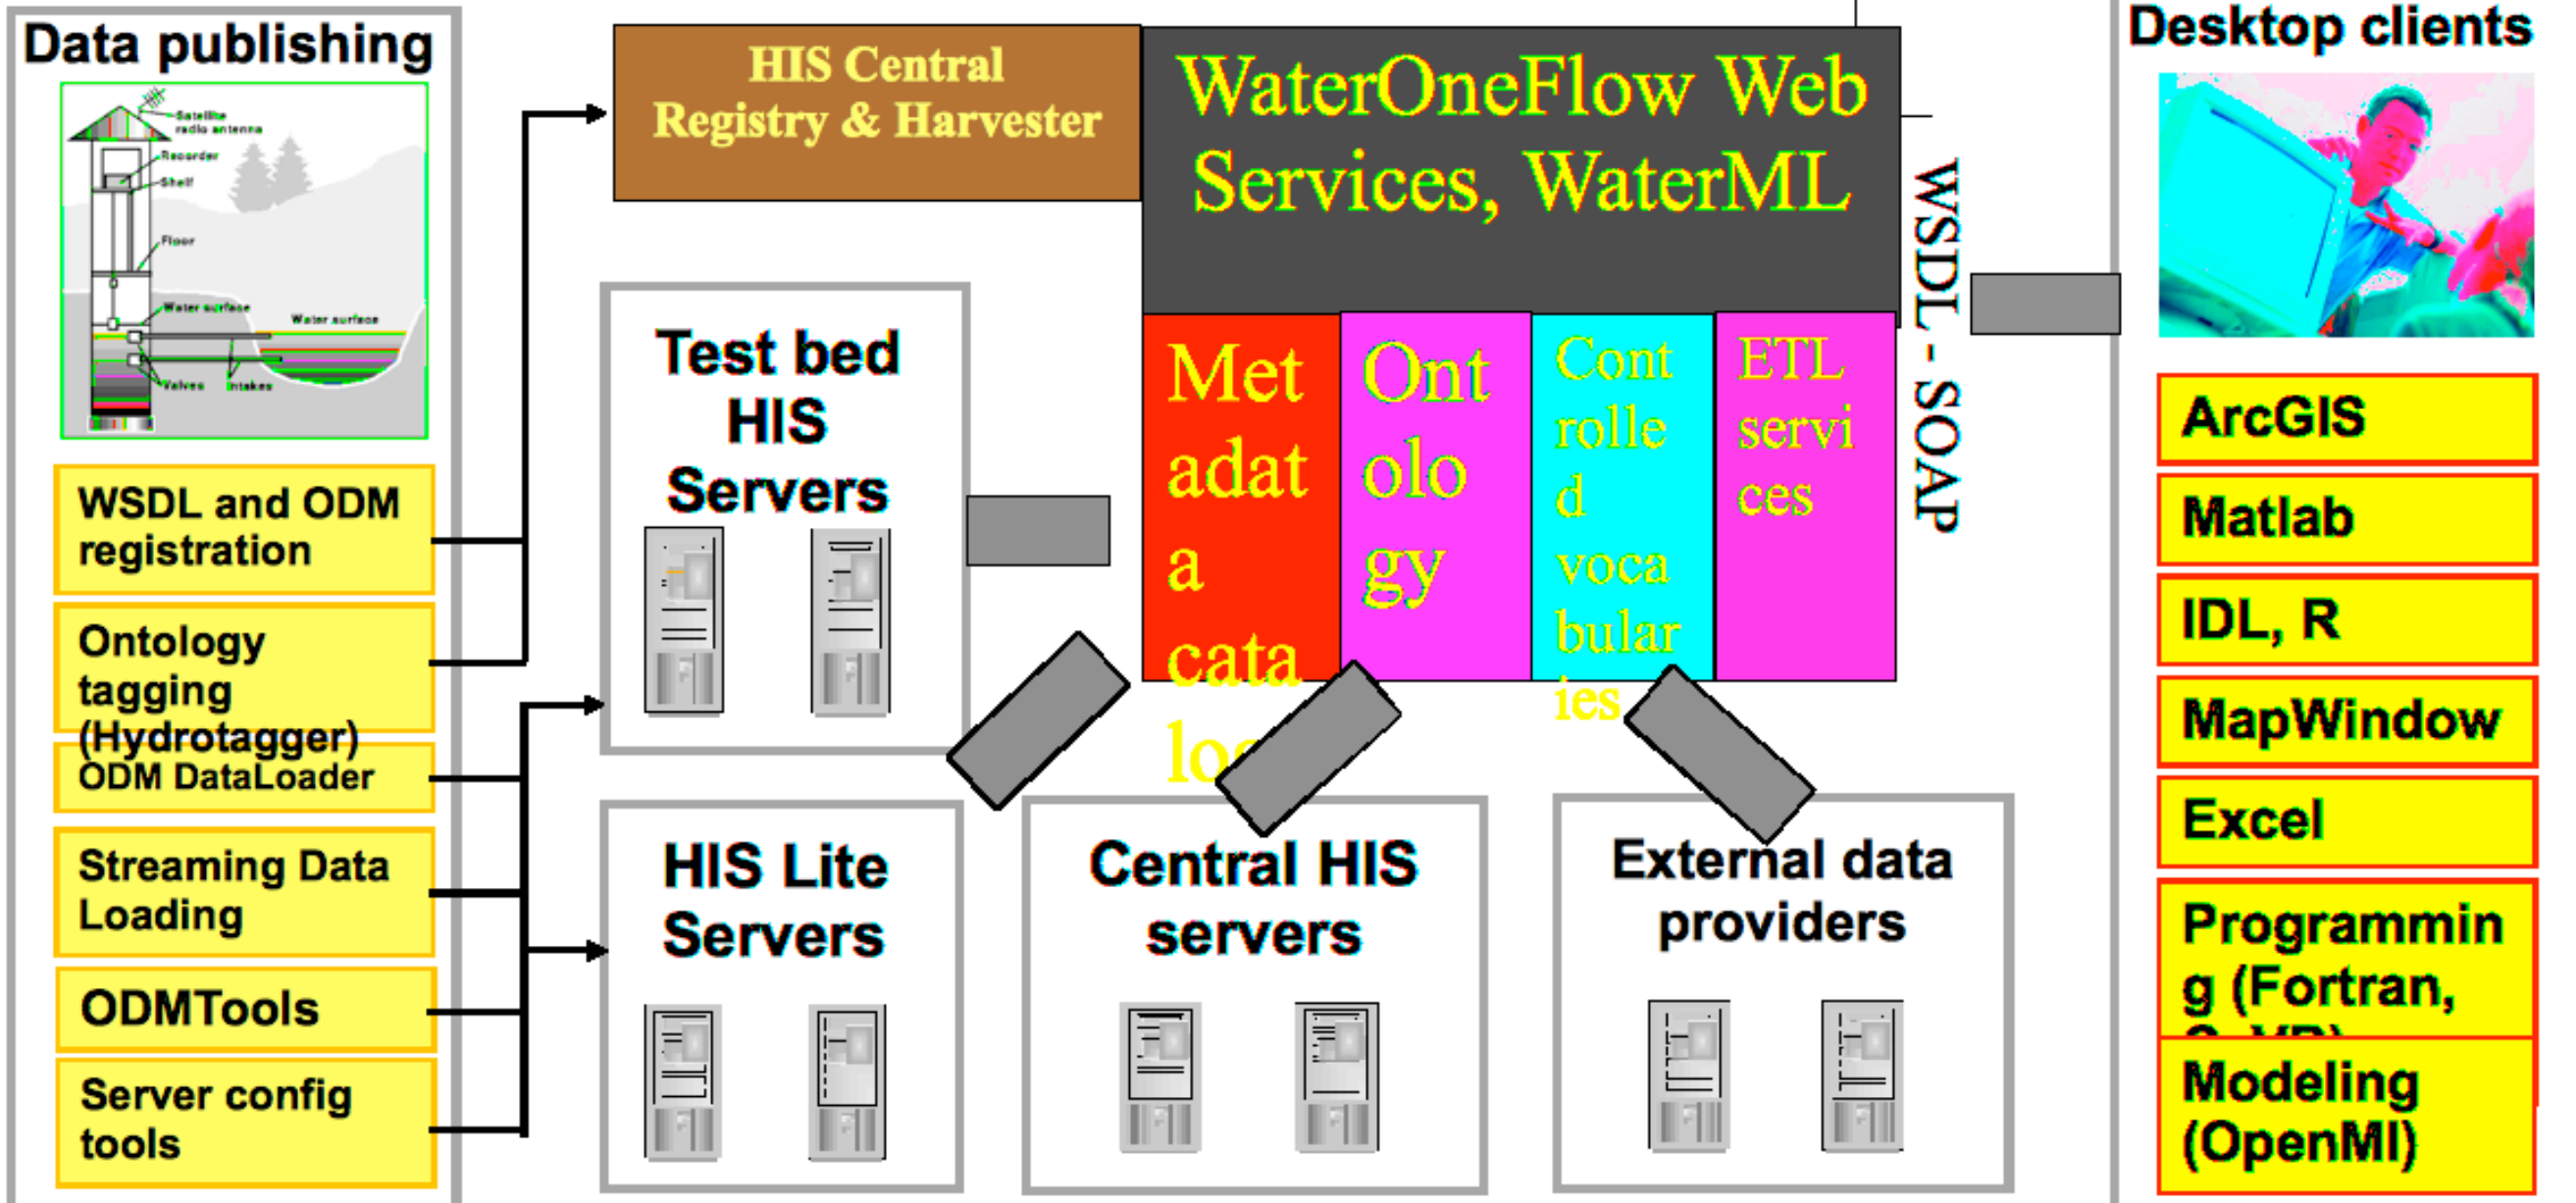 Data publishing
Satellite
radio antenna
Recorder
Shelf
Floor
Water surface
Water surface
Valves
Intakes
WSDL and ODM
registration
Ontology
tagging
(Hydrotagger)
ODM DataLoader
Streaming Data
Loading
ODMTools
Server config
tools
HIS Central
Registry & Harvester
WaterOneFlow Web
Services, WaterML
Test bed
HIS
Servers
Met
adat
a
cata
Ont
olo
gy
Cont
rolle
d
voca
bular
ies
ETL
servi
ces
WSDL - SOAP
HIS Lite
Servers
Central HIS
servers
External data
providers
Desktop clients
ArcGIS
Matlab
IDL, R
MapWindow
Excel
Programmin
g (Fortran,
Modeling
(OpenMI)